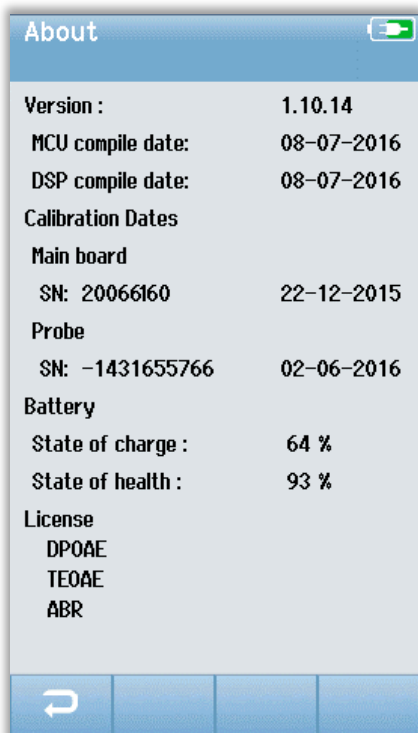 About
Version : 1.10.14
MCU compile date: 08-07-2016
DSP compile date: 08-07-2016
Calibration Dates
Main board
SN: 20066160 22-12-2015
Probe
SN: -1431655766 02-06-2016
Battery
State of charge : 64 %
State of health : 93 %
License
DPOAE
TEOAE
ABR